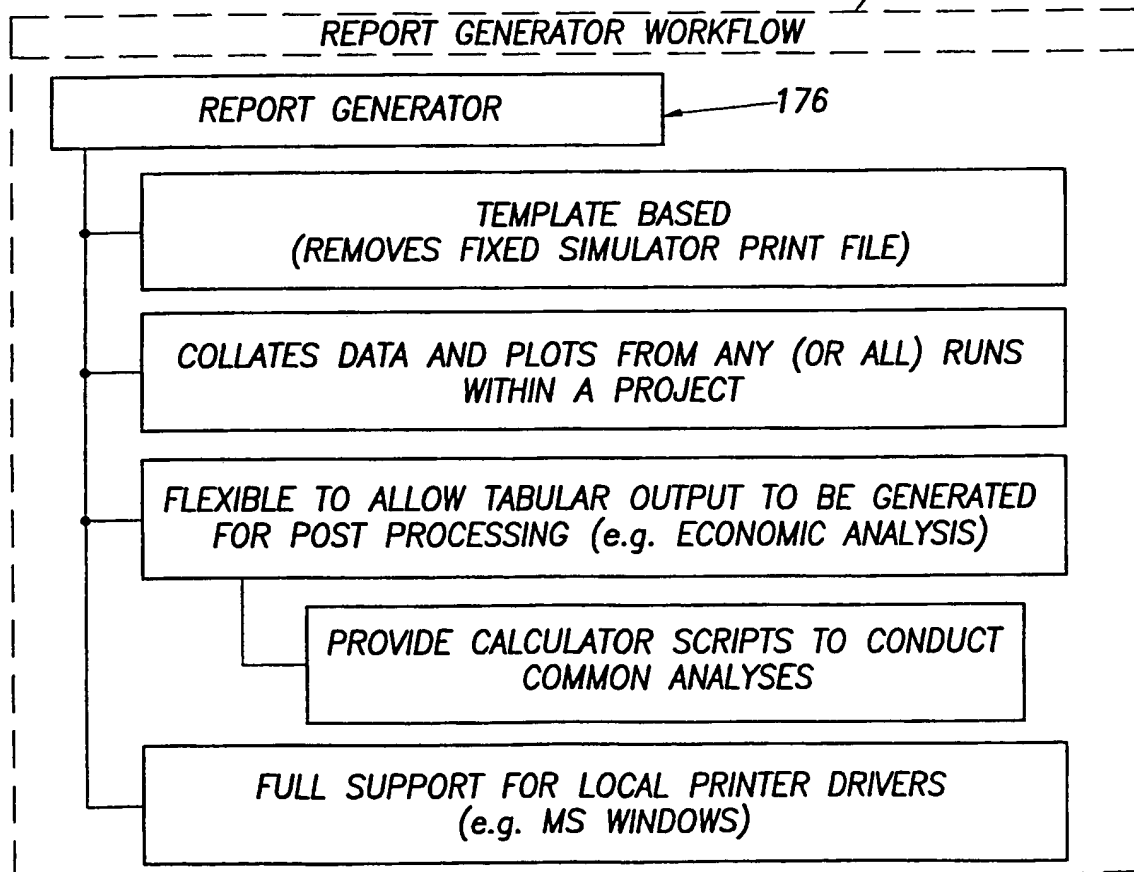 REPORT GENERATOR WORKFLOW
REPORT GENERATOR
176
TEMPLATE BASED
(REMOVES FIXED SIMULATOR PRINT FILE)
COLLATES DATA AND PLOTS FROM ANY (OR ALL) RUNS
WITHIN A PROJECT
FLEXIBLE TO ALLOW TABULAR OUTPUT TO BE GENERATED
FOR POST PROCESSING (e.g. ECONOMIC ANALYSIS)
PROVIDE CALCULATOR SCRIPTS TO CONDUCT
COMMON ANALYSES
FULL SUPPORT FOR LOCAL PRINTER DRIVERS
(e.g. MS WINDOWS)